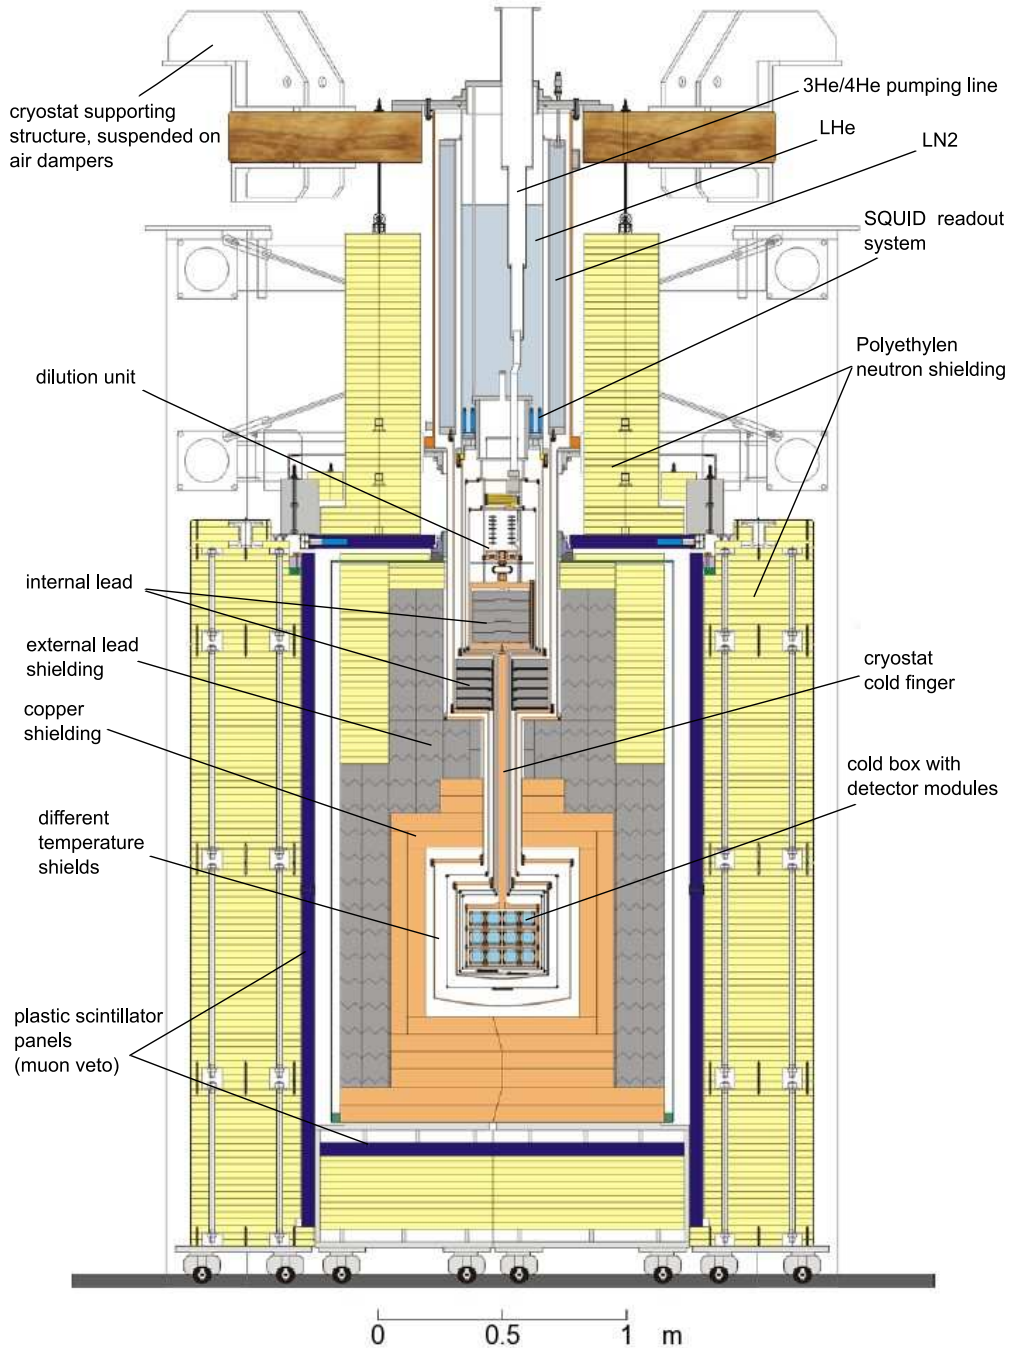 cryostat supporting
structure, suspended on
air dampers
3He/4He pumping line
LHe
LN2
SQUID readout
system
Polyethylen
neutron shielding
dilution unit
internal lead
external lead
shielding
copper
shielding
different
temperature
shields
cryostat
cold finger
cold box with
detector modules
plastic scintillator
panels
(muon veto)
0 0.5 1 m